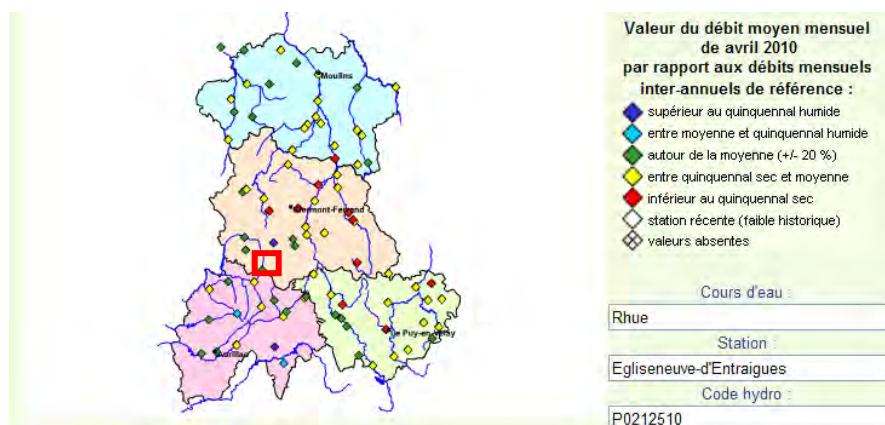 Valeur du débit moyen mensuel
de avril 2010
par rapport aux débits mensuels
inter-annuels de référence :
supérieur au quinquennal humide
entre moyenne et quinquennal humide
autour de la moyenne (+/- 20 %)
entre quinquennal sec et moyenne
inférieur au quinquennal sec
station récente (faible historique)
valeurs absentes
Cours d'eau :
Rhue
Station :
Egliseneuve-d'Entraigues
Code hydro :
P0212510
Moulins
Clermont-Ferrand
Le Puy-en-Velay
Aurillac